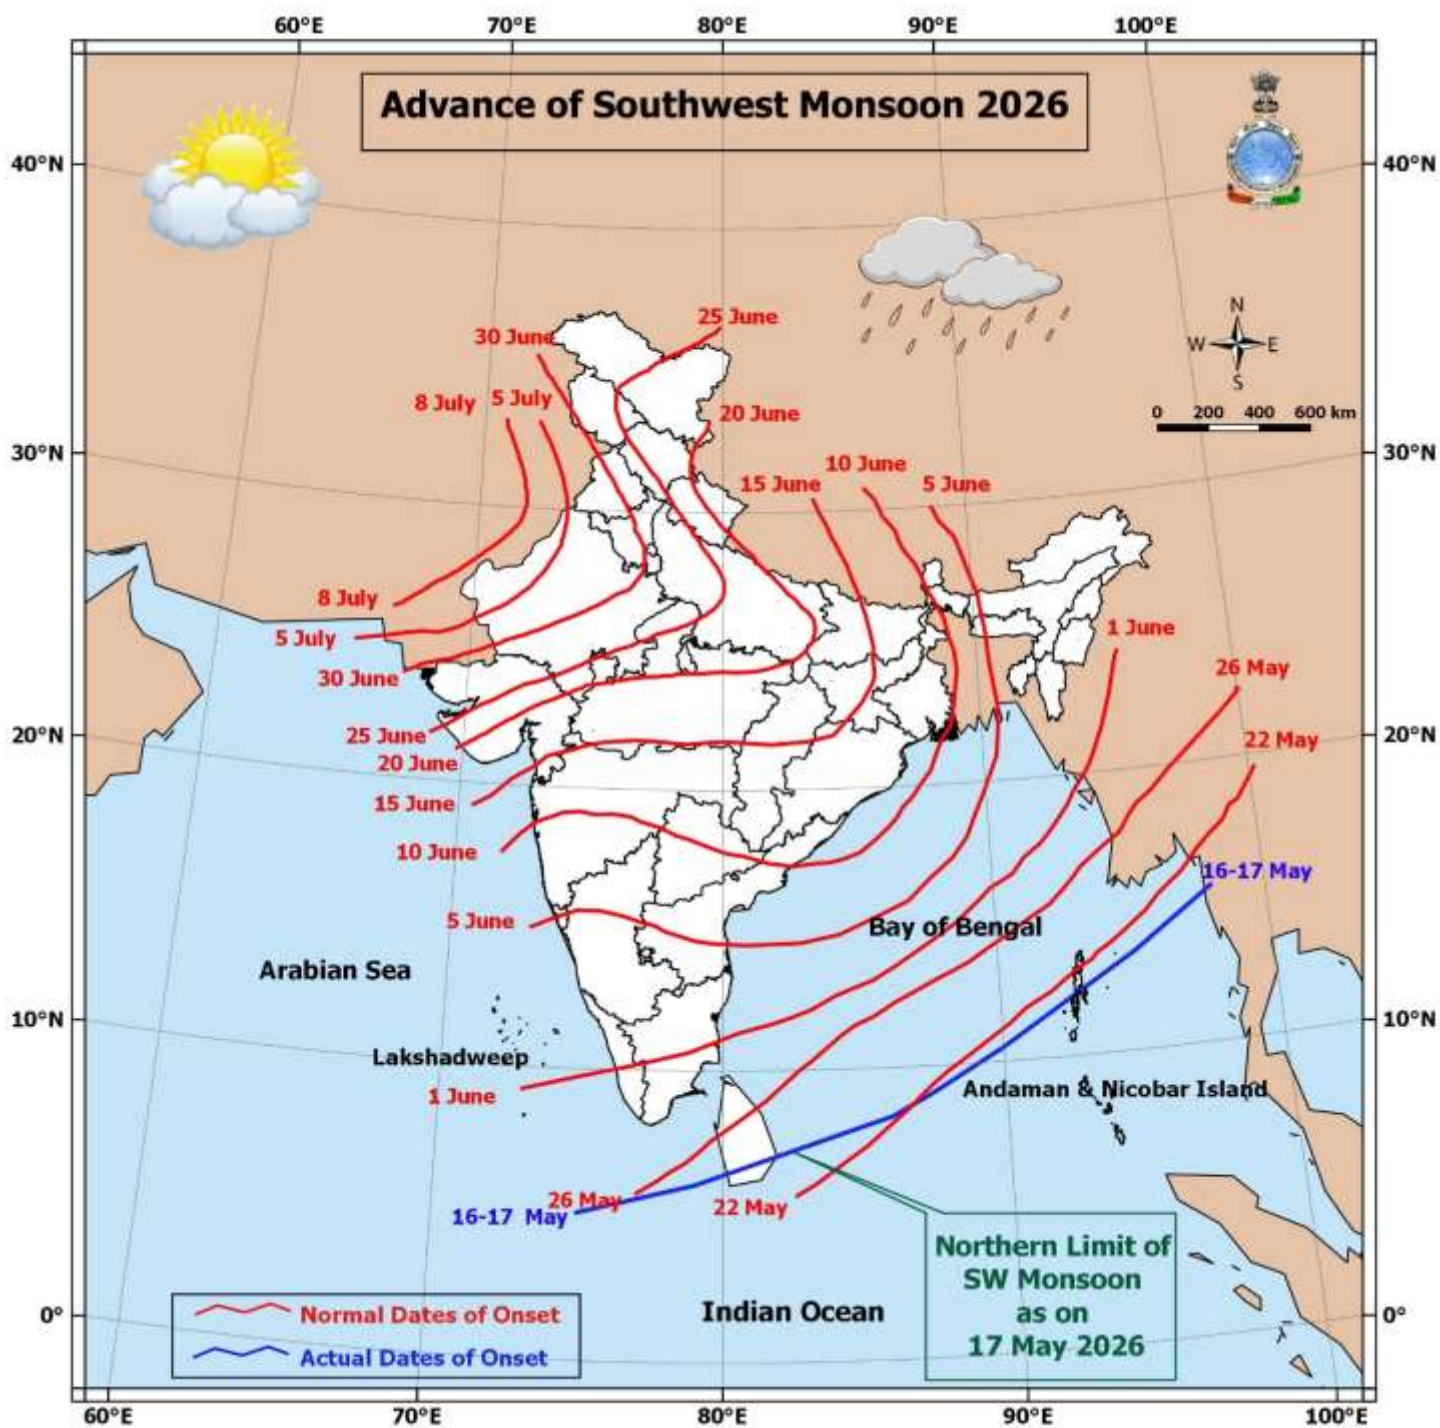 60°E 70°E 80°E 90°E 100°E
Advance of Southwest Monsoon 2026
40°N 40°N
N
W E
S
0 200 400 600 km
25 June
30 June
8 July 5 July
20 June
30°N 30°N
10 June
15 June 5 June
8 July
5 July
1 June
26 May
30 June
20°N 25 June 22 May 20°N
20 June
15 June
10 June
16-17 May
5 June
Bay of Bengal
Arabian Sea
10°N 10°N
Lakshadweep
1 June
Andaman & Nicobar Island
26 May
22 May
16-17 May
Northern Limit of
SW Monsoon
as on
17 May 2026
Indian Ocean
0° 0°
Normal Dates of Onset
Actual Dates of Onset
60°E 70°E 80°E 90°E 100°E